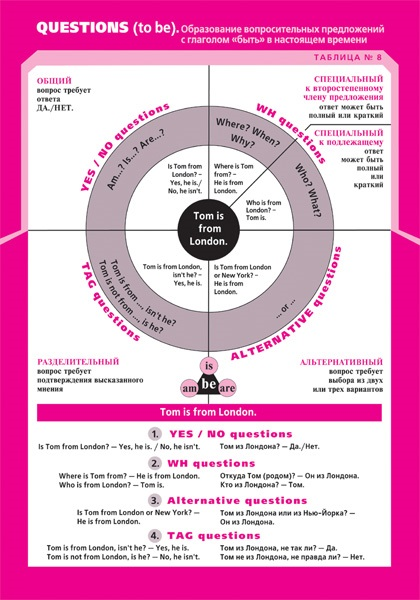 QUESTIONS (to be). Образование вопросительных предложений
с глаголом «быть» в настоящем времени
ТАБЛИЦА № 8
ОБЩИЙ
вопрос требует
ответа
ДА./НЕТ.
СПЕЦИАЛЬНЫЙ
к второстепенному
члену предложения
ответ может быть
полный или краткий
СПЕЦИАЛЬНЫЙ
к подлежащему
ответ
может быть
полный
или
краткий
YES / NO questions
WH questions
Am...? Is...? Are...?
Where? When?
Why?
Who? What?
Is Tom from
London? –
Yes, he is./
No, he isn't.
Where is Tom
from? –
He is from
London.
Who is from
London? –
Tom is.
Tom is
from
London.
Tom is from London,
isn't he? –
Yes, he is.
Is Tom from London
or New York? –
He is from
London.
Tom is from ..., isn't he?
Tom is not from ..., is he?
... or ...
TAG questions
ALTERNATIVE questions
РАЗДЕЛИТЕЛЬНЫЙ
вопрос требует
подтверждения высказанного
мнения
is
am be are
АЛЬТЕРНАТИВНЫЙ
вопрос требует
выбора из двух
или трех вариантов
Tom is from London.
1. YES / NO questions
Is Tom from London? — Yes, he is. / No, he isn't. Том из Лондона? — Да./Нет.
2. WH questions
Where is Tom from? — He is from London. Откуда Том (родом)? — Он из Лондона.
Who is from London? — Tom is. Кто из Лондона? — Том.
3. Alternative questions
Is Tom from London or New York? — Том из Лондона или из Нью-Йорка? —
He is from London. Он из Лондона.
4. TAG questions
Tom is from London, isn't he? — Yes, he is. Том из Лондона, не так ли? — Да.
Tom is not from London, is he? — No, he isn't. Том не из Лондона, не правда ли? — Нет.